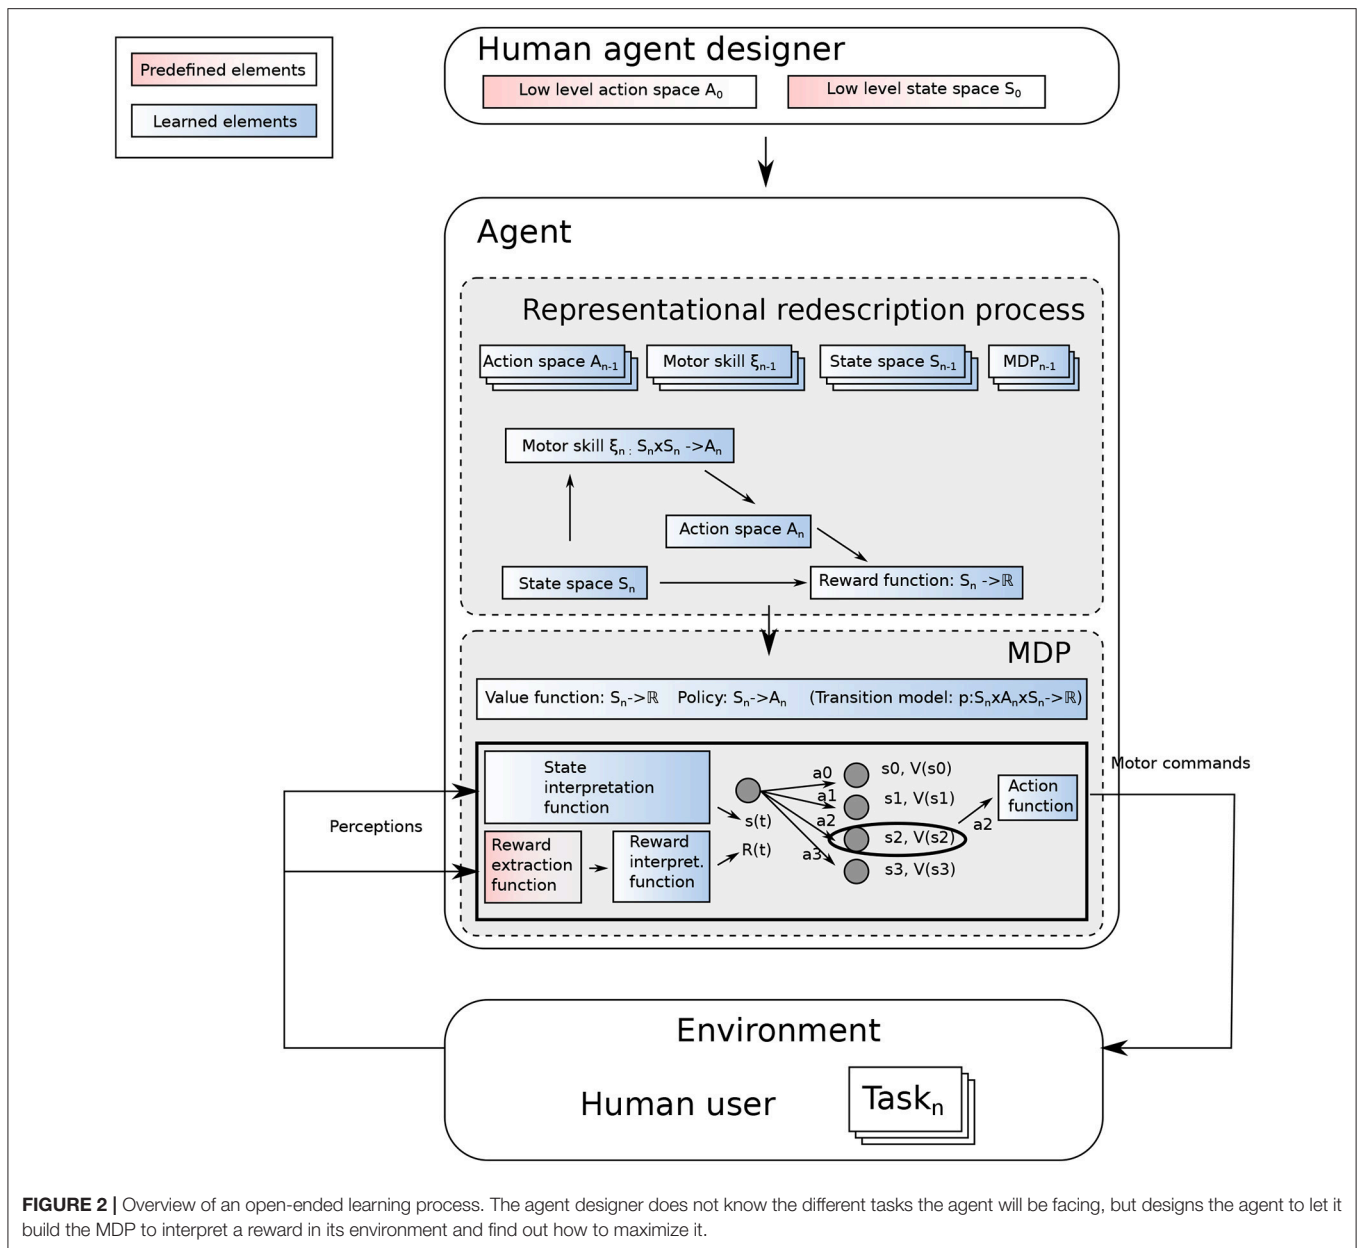 Predefined elements
Learned elements
Human agent designer
Low level action space A₀
Low level state space S₀
Agent
Representational redescription process
Action space Aₙ₋₁
Motor skill ξₙ₋₁
State space Sₙ₋₁
MDPₙ₋₁
Motor skill ξₙ : SₙxSₙ ->Aₙ
Action space Aₙ
State space Sₙ
Reward function: Sₙ ->ℝ
MDP
Value function: Sₙ->ℝ Policy: Sₙ->Aₙ (Transition model: p:SₙxAₙxSₙ->ℝ)
State
interpretation
function
Reward
extraction
function
Reward
interpret.
function
s(t)
R(t)
a0
a1
a2
a3
s0, V(s0)
s1, V(s1)
s2, V(s2)
s3, V(s3)
a2
Action
function
Motor commands
Perceptions
Environment
Human user
Taskₙ
FIGURE 2 | Overview of an open-ended learning process. The agent designer does not know the different tasks the agent will be facing, but designs the agent to let it
build the MDP to interpret a reward in its environment and find out how to maximize it.